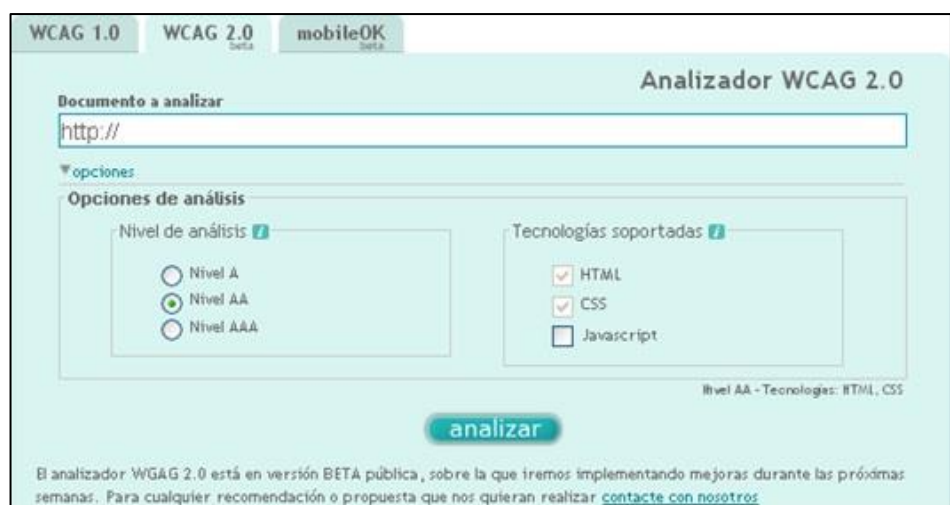 WCAG 1.0 WCAG 2.0 beta mobileOK beta
Analizador WCAG 2.0
Documento a analizar
http://
opciones
Opciones de análisis
Nivel de análisis i Tecnologías soportadas i
Nivel A HTML
Nivel AA CSS
Nivel AAA Javascript
Nivel AA - Tecnologías: HTML, CSS
analizar
El analizador WGAG 2.0 está en versión BETA pública, sobre la que iremos implementando mejoras durante las próximas
semanas. Para cualquier recomendación o propuesta que nos quieran realizar contacte con nosotros